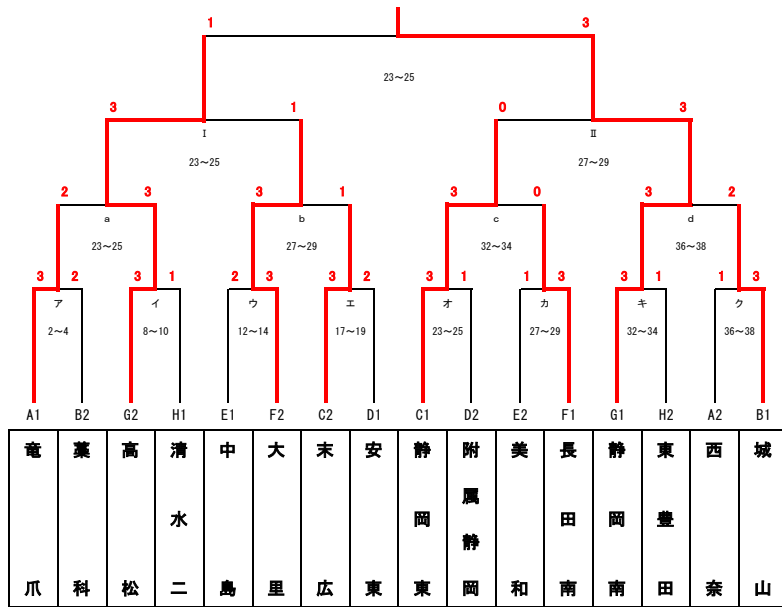 1 3
23～25
3 1 0 3
Ⅰ Ⅱ
23～25 27～29
2 3 3 1 3 0 3 2
a b c d
23～25 27～29 32～34 36～38
3 2 3 1 2 3 3 2 3 1 1 3 3 1 1 3
ア イ ウ エ オ カ キ ク
2～4 8～10 12～14 17～19 23～25 27～29 32～34 36～38
A1 B2 G2 H1 E1 F2 C2 D1 C1 D2 E2 F1 G1 H2 A2 B1
竜爪
藁科
高松
清水二
中島
大里
末広
安東
静岡東
附属静岡
美和
長田南
静岡南
東豊田
西奈
城山